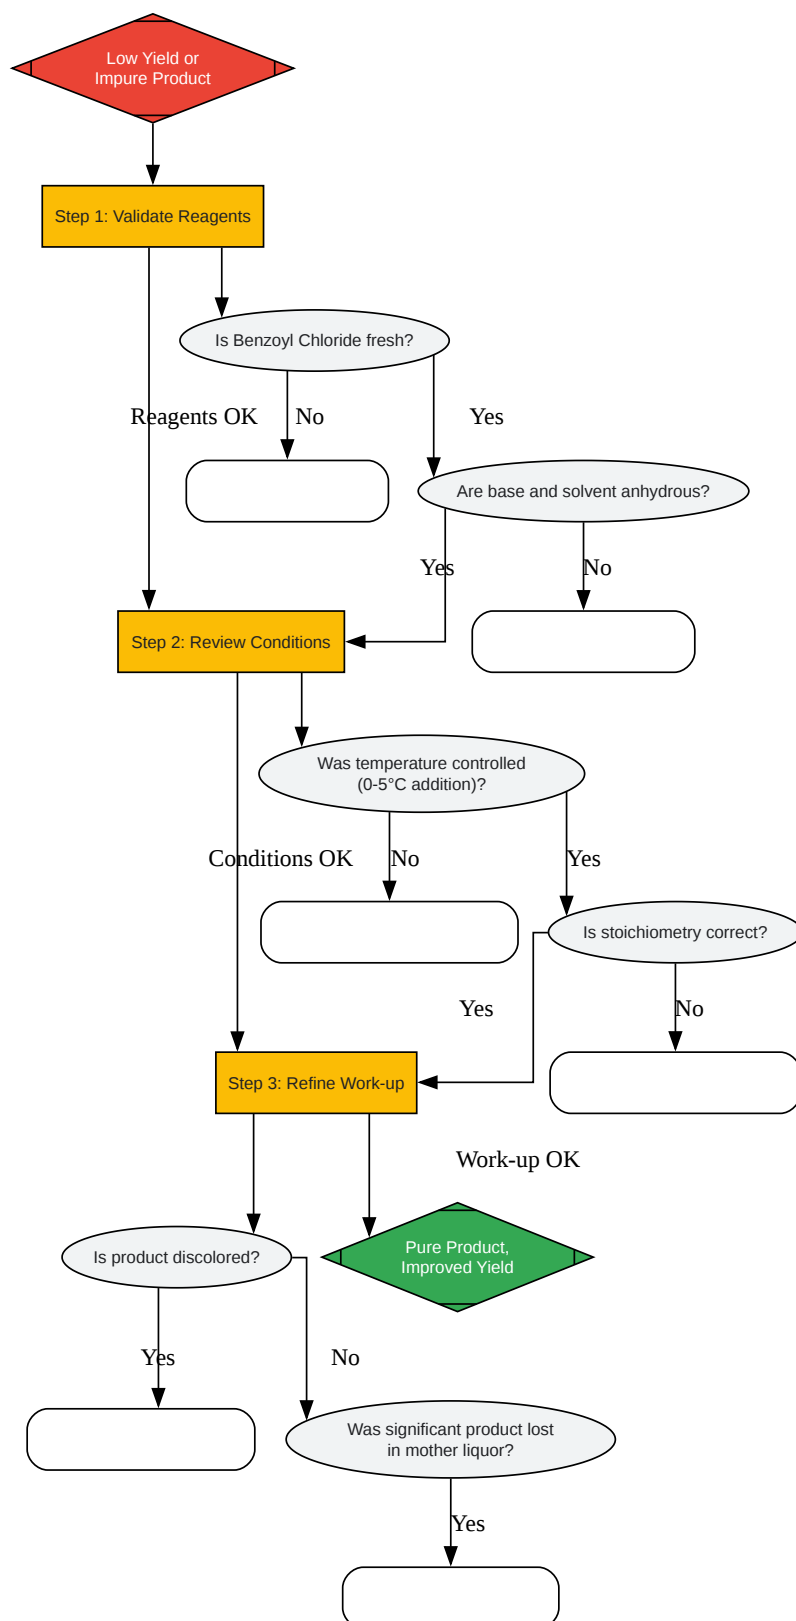 Low Yield or
Impure Product
Step 1: Validate Reagents
Is Benzoyl Chloride fresh?
Reagents OK
No
Yes
Are base and solvent anhydrous?
Yes
No
Step 2: Review Conditions
Was temperature controlled
(0-5°C addition)?
Conditions OK
No
Yes
Is stoichiometry correct?
Yes
No
Step 3: Refine Work-up
Work-up OK
Is product discolored?
Pure Product,
Improved Yield
Yes
No
Was significant product lost
in mother liquor?
Yes